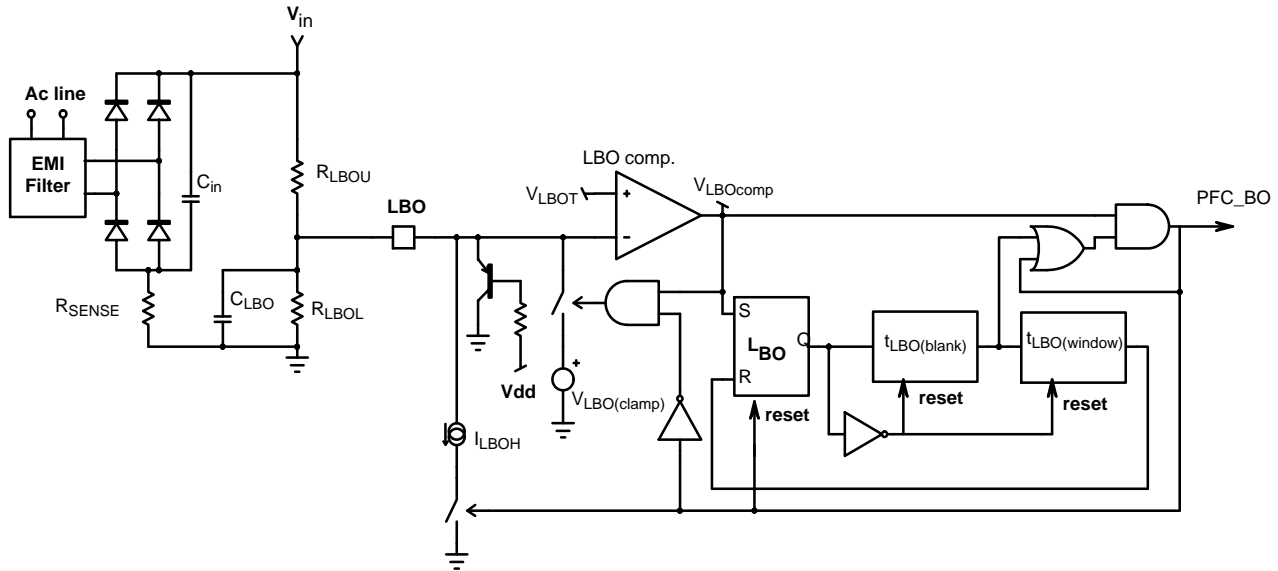 Vin
Ac line
EMI
Filter
Cin
RLBOU
LBO
LBO comp.
VLBOT
+
−
VLBOcomp
PFC_BO
RSENSE
CLBO
RLBOL
Vdd
+
VLBO(clamp)
ILBOH
S
Q
LBO
R
reset
tLBO(blank)
reset
tLBO(window)
reset